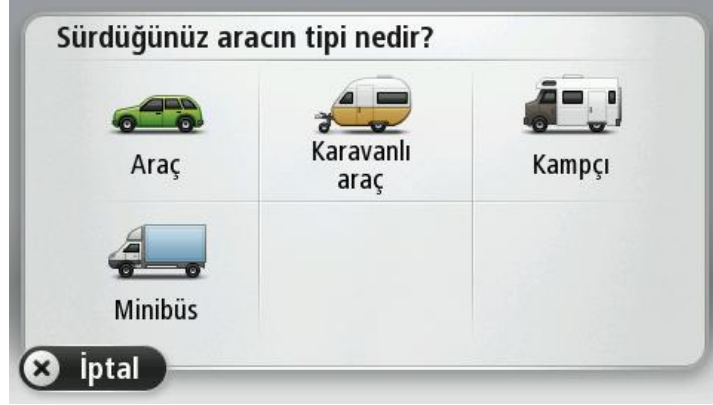 Sürdüğünüz aracın tipi nedir?
Araç
Karavanlı
araç
Kampçı
Minibüs
İptal